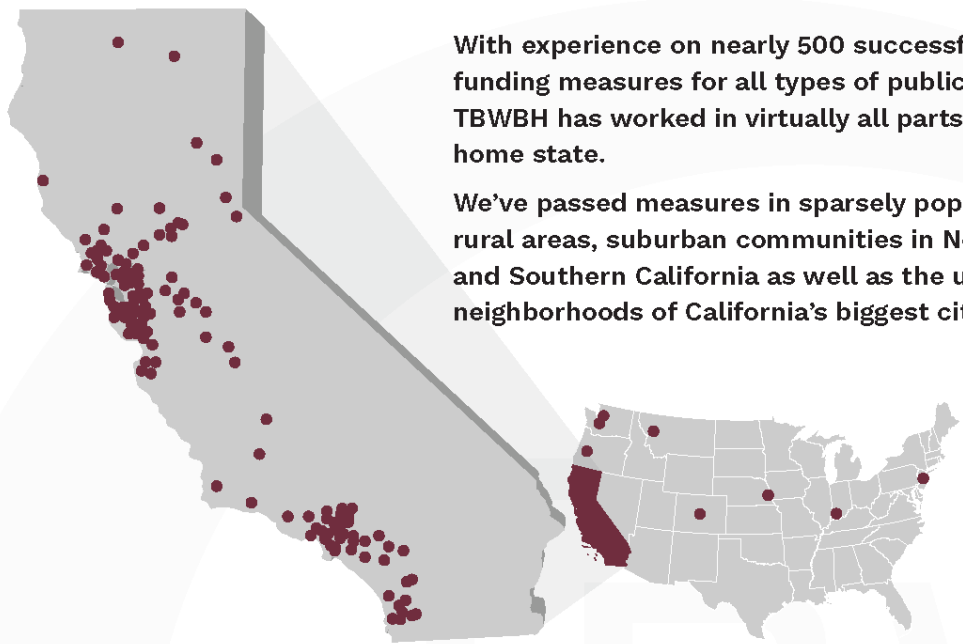 With experience on nearly 500 successf
funding measures for all types of public
TBWBH has worked in virtually all parts
home state.
We've passed measures in sparsely pop
rural areas, suburban communities in N
and Southern California as well as the u
neighborhoods of California's biggest cit